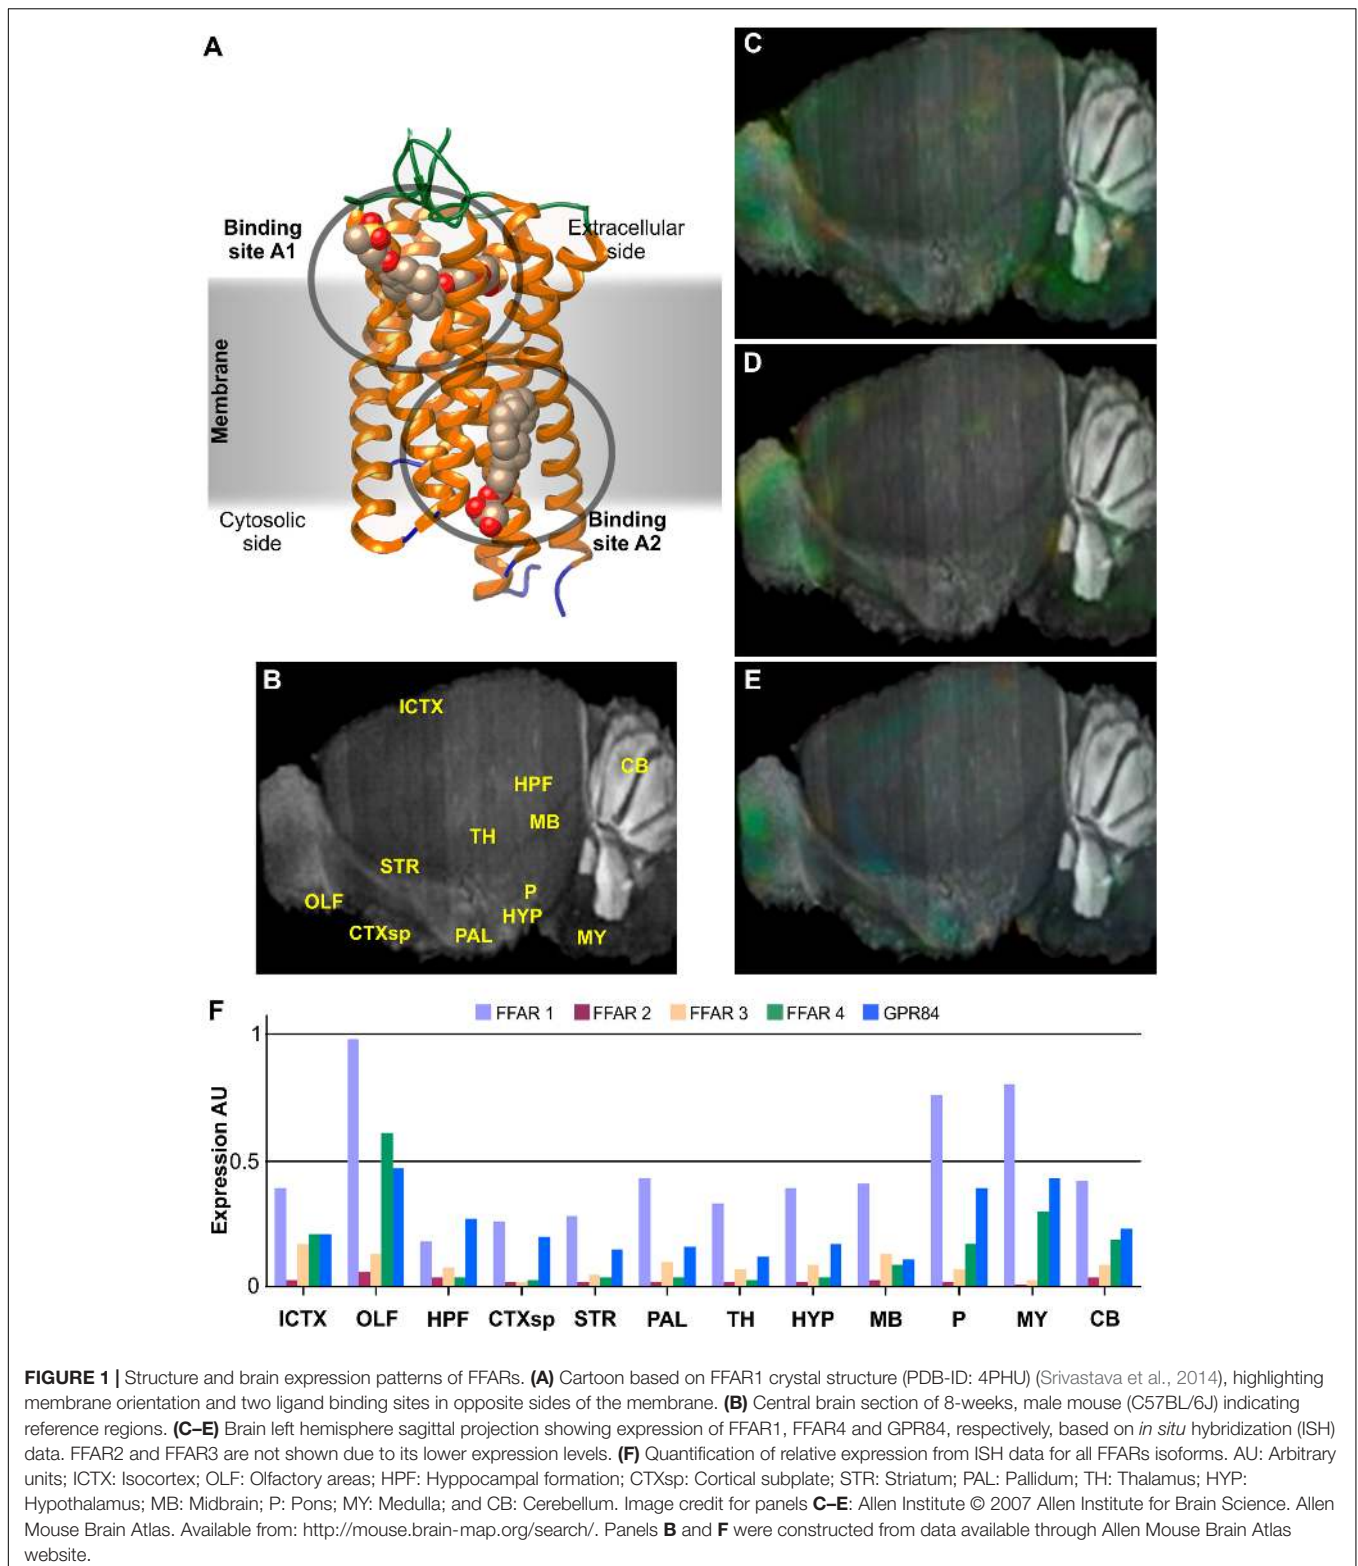 A
Binding
site A1
Extracellular
side
Membrane
Cytosolic
side
Binding
site A2
B
ICTX
CB
HPF
MB
TH
STR
P
OLF
HYP
CTXsp
PAL
MY
C
D
E
F
FFAR 1
FFAR 2
FFAR 3
FFAR 4
GPR84
Expression AU
1
0.5
0
ICTX
OLF
HPF
CTXsp
STR
PAL
TH
HYP
MB
P
MY
CB
FIGURE 1 | Structure and brain expression patterns of FFARs. (A) Cartoon based on FFAR1 crystal structure (PDB-ID: 4PHU) (Srivastava et al., 2014), highlighting
membrane orientation and two ligand binding sites in opposite sides of the membrane. (B) Central brain section of 8-weeks, male mouse (C57BL/6J) indicating
reference regions. (C–E) Brain left hemisphere sagittal projection showing expression of FFAR1, FFAR4 and GPR84, respectively, based on in situ hybridization (ISH)
data. FFAR2 and FFAR3 are not shown due to its lower expression levels. (F) Quantification of relative expression from ISH data for all FFARs isoforms. AU: Arbitrary
units; ICTX: Isocortex; OLF: Olfactory areas; HPF: Hyppocampal formation; CTXsp: Cortical subplate; STR: Striatum; PAL: Pallidum; TH: Thalamus; HYP:
Hypothalamus; MB: Midbrain; P: Pons; MY: Medulla; and CB: Cerebellum. Image credit for panels C–E: Allen Institute © 2007 Allen Institute for Brain Science. Allen
Mouse Brain Atlas. Available from: http://mouse.brain-map.org/search/. Panels B and F were constructed from data available through Allen Mouse Brain Atlas
website.